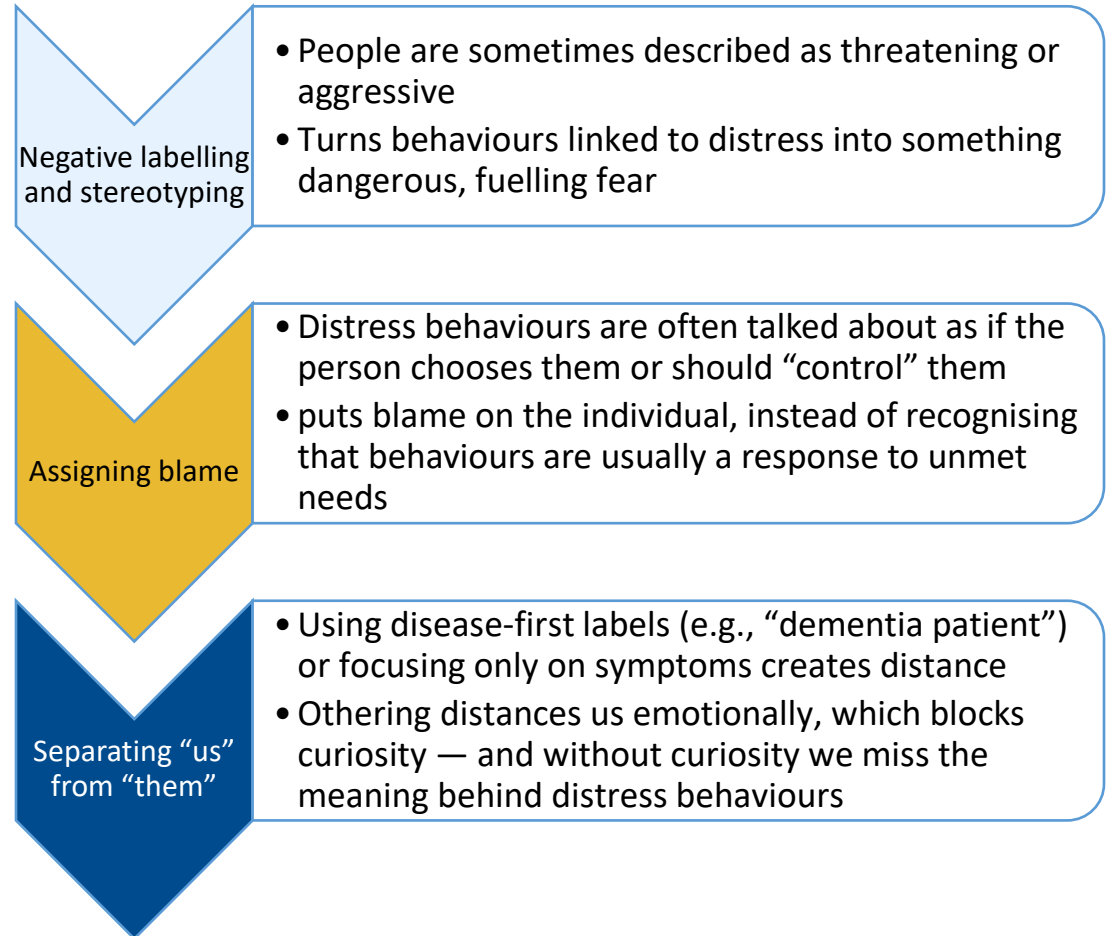 Negative labelling
and stereotyping
• People are sometimes described as threatening or
aggressive
• Turns behaviours linked to distress into something
dangerous, fuelling fear
Assigning blame
• Distress behaviours are often talked about as if the
person chooses them or should “control” them
• puts blame on the individual, instead of recognising
that behaviours are usually a response to unmet
needs
Separating “us”
from “them”
• Using disease-first labels (e.g., “dementia patient”)
or focusing only on symptoms creates distance
• Othering distances us emotionally, which blocks
curiosity — and without curiosity we miss the
meaning behind distress behaviours